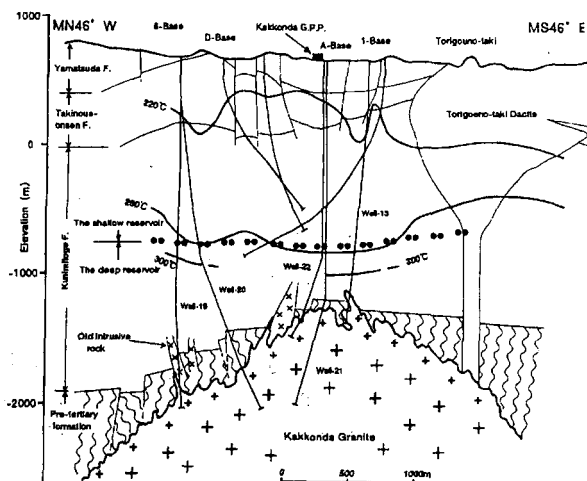 MN46° W
6-Base
D-Base
Kakkonda G.P.P.
A-Base
1-Base
Torigouno-taki
MS46° E
1000
Yamatsuda F.
Takinoue-onsen F.
220°C
Torigoeno-taki Dacite
0
Elevation (m)
Kunimitoge F.
260°C
Well-13
The shallow reservoir
The deep reservoir
300°C
Well-22
300°C
-1000
Well-20
Well-19
Old intrusive
rock
Well-21
-2000
Pre-tertiary
formation
Kakkonda Granite
0
500
1000m